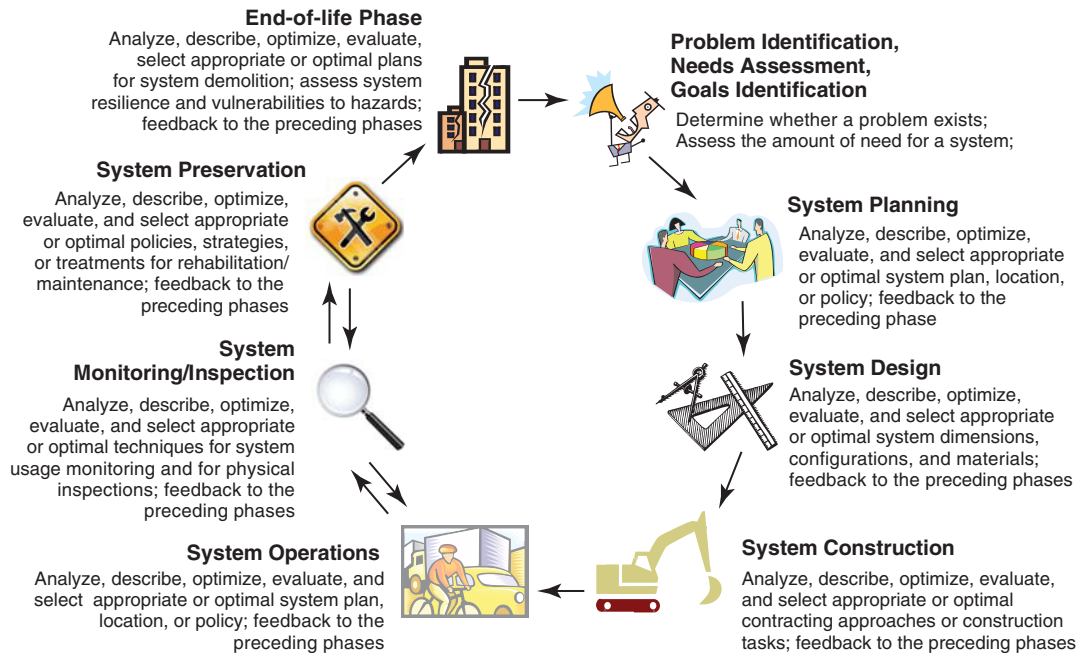 End-of-life Phase
Analyze, describe, optimize, evaluate,
select appropriate or optimal plans
for system demolition; assess system
resilience and vulnerabilities to hazards;
feedback to the preceding phases
Problem Identification,
Needs Assessment,
Goals Identification
Determine whether a problem exists;
Assess the amount of need for a system;
System Planning
Analyze, describe, optimize,
evaluate, and select appropriate
or optimal system plan, location,
or policy; feedback to the
preceding phase
System Design
Analyze, describe, optimize,
evaluate, and select appropriate
or optimal system dimensions,
configurations, and materials;
feedback to the preceding phases
System Construction
Analyze, describe, optimize, evaluate,
and select appropriate or optimal
contracting approaches or construction
tasks; feedback to the preceding phases
System Operations
Analyze, describe, optimize, evaluate, and
select appropriate or optimal system plan,
location, or policy; feedback to the
preceding phases
System
Monitoring/Inspection
Analyze, describe, optimize,
evaluate, and select appropriate
or optimal techniques for system
usage monitoring and for physical
inspections; feedback to the
preceding phases
System Preservation
Analyze, describe, optimize,
evaluate, and select appropriate
or optimal policies, strategies,
or treatments for rehabilitation/
maintenance; feedback to the
preceding phases